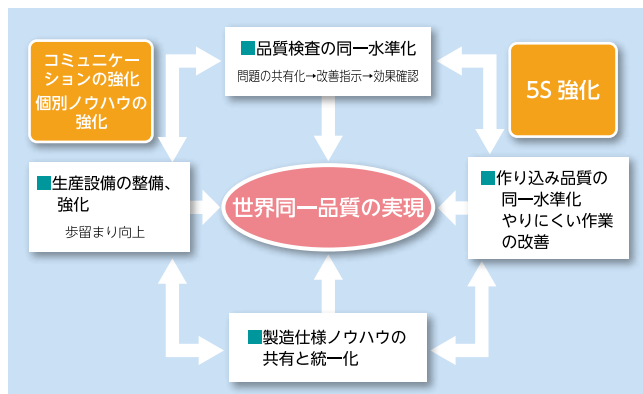 コミュニケー
ションの強化
個別ノウハウの
強化
■品質検査の同一水準化
問題の共有化→改善指示→効果確認
5S 強化
■生産設備の整備、
強化
歩留まり向上
世界同一品質の実現
■作り込み品質の
同一水準化
やりにくい作業
の改善
■製造仕様ノウハウの
共有と統一化